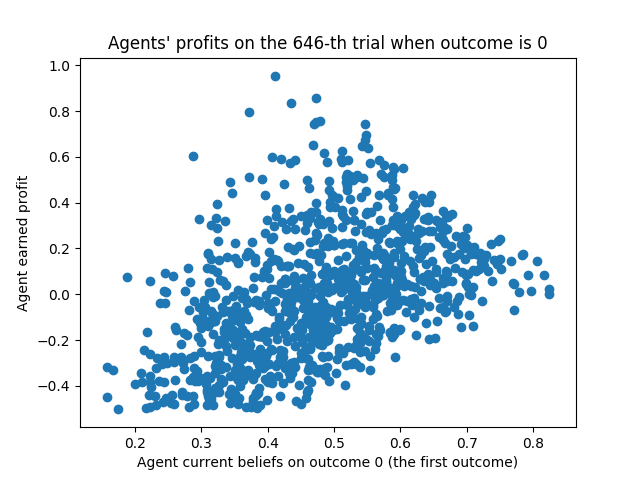 Agents' profits on the 646-th trial when outcome is 0
1.0
0.8
0.6
0.4
0.2
0.0
−0.2
−0.4
Agent earned profit
0.2 0.3 0.4 0.5 0.6 0.7 0.8
Agent current beliefs on outcome 0 (the first outcome)